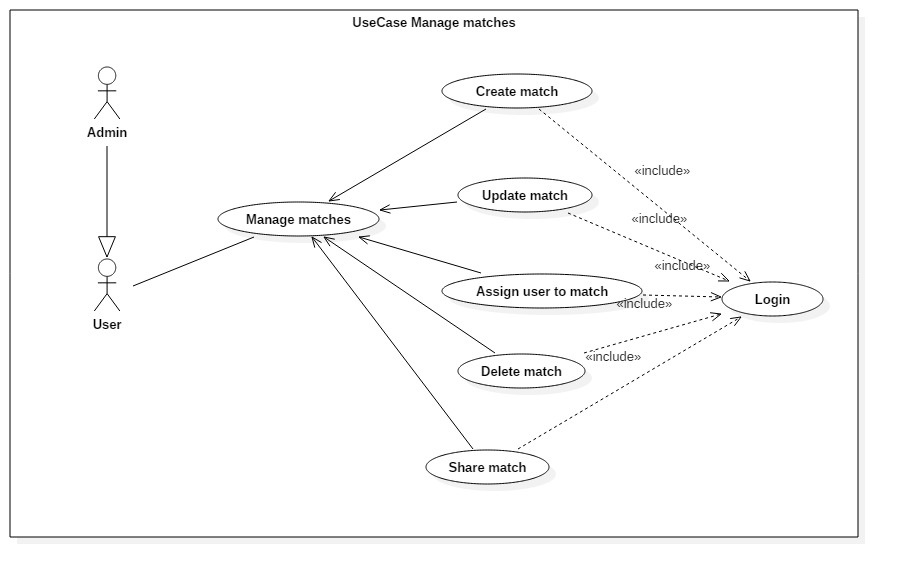 UseCase Manage matches
Admin
User
Manage matches
Create match
Update match
Assign user to match
Delete match
Share match
Login
«include»
«include»
«include»
«include»
«include»